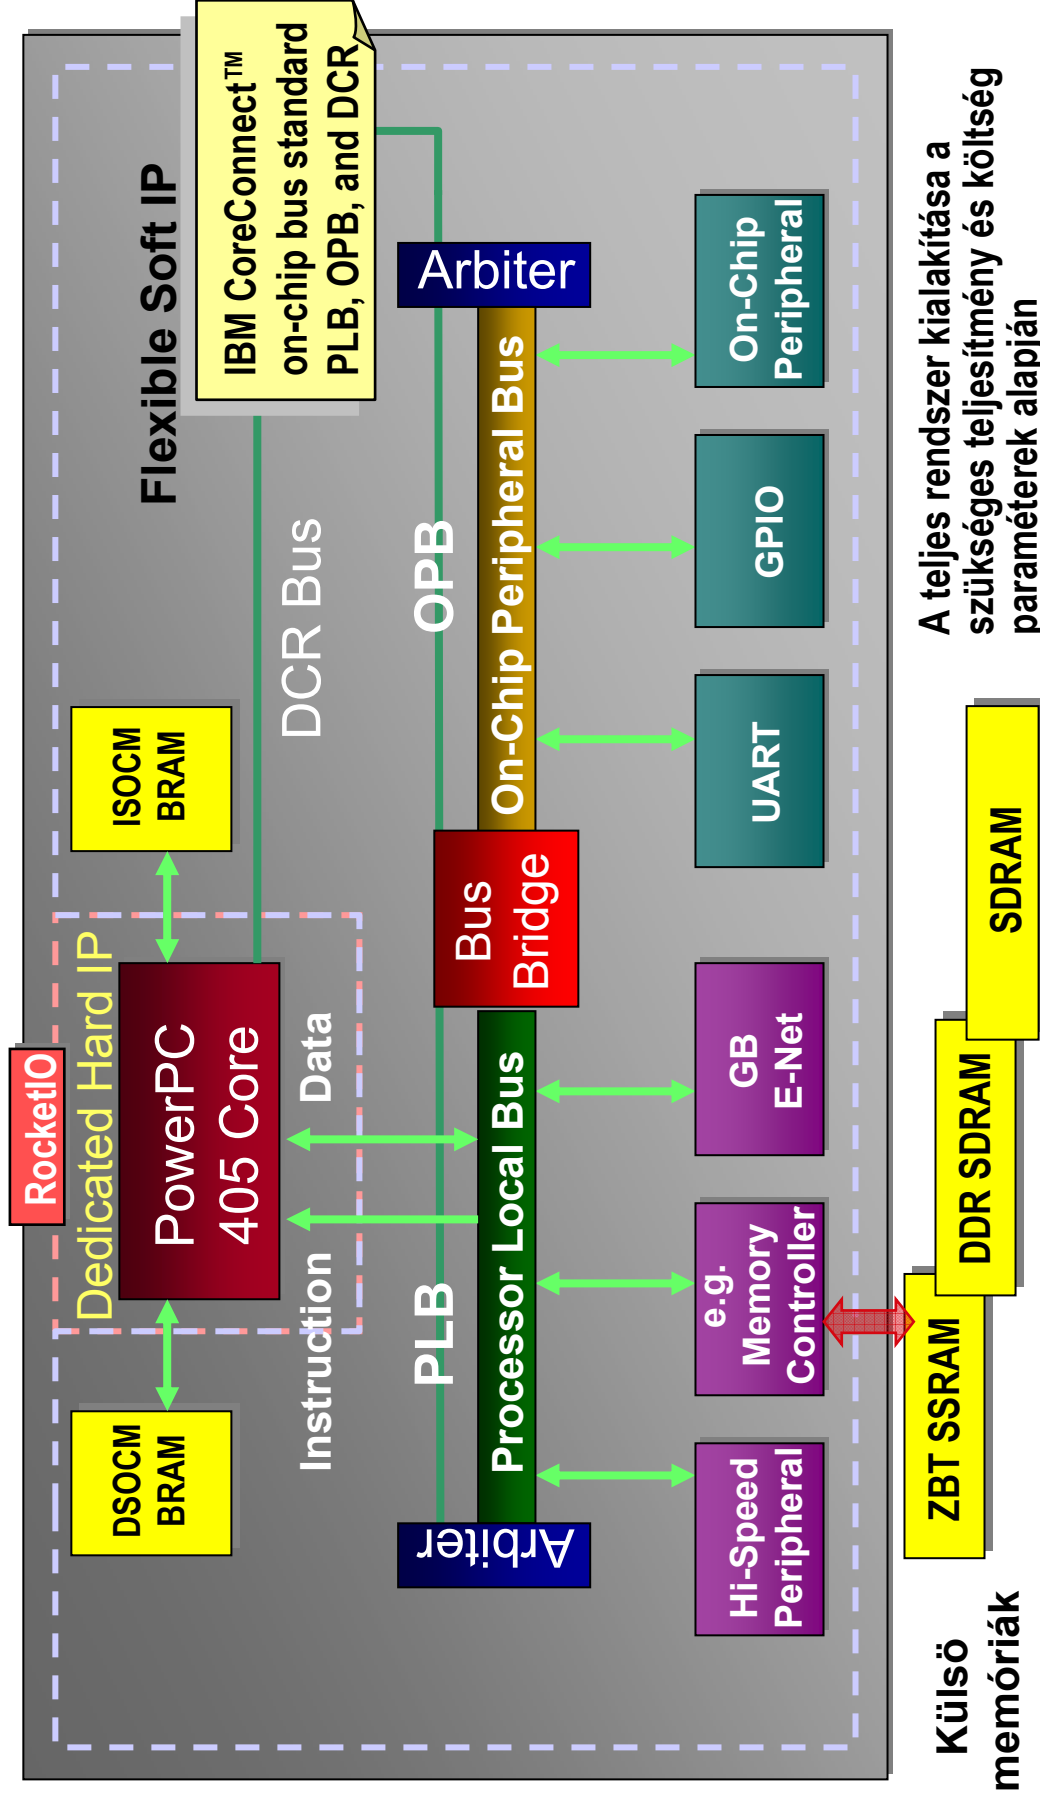 RocketIO
Dedicated Hard IP
Flexible Soft IP
PowerPC
405 Core
DSOCM
BRAM
ISOCM
BRAM
IBM CoreConnect™
on-chip bus standard
PLB, OPB, and DCR
DCR Bus
Instruction
Data
PLB
OPB
Arbiter
Processor Local Bus
Bus
Bridge
On-Chip Peripheral Bus
Arbiter
Hi-Speed
Peripheral
e.g.
Memory
Controller
GB
E-Net
UART
GPIO
On-Chip
Peripheral
Külsö
memóriák
ZBT SSRAM
DDR SDRAM
SDRAM
A teljes rendszer kialakítása a
szükséges teljesítmény és költség
paraméterek alapján